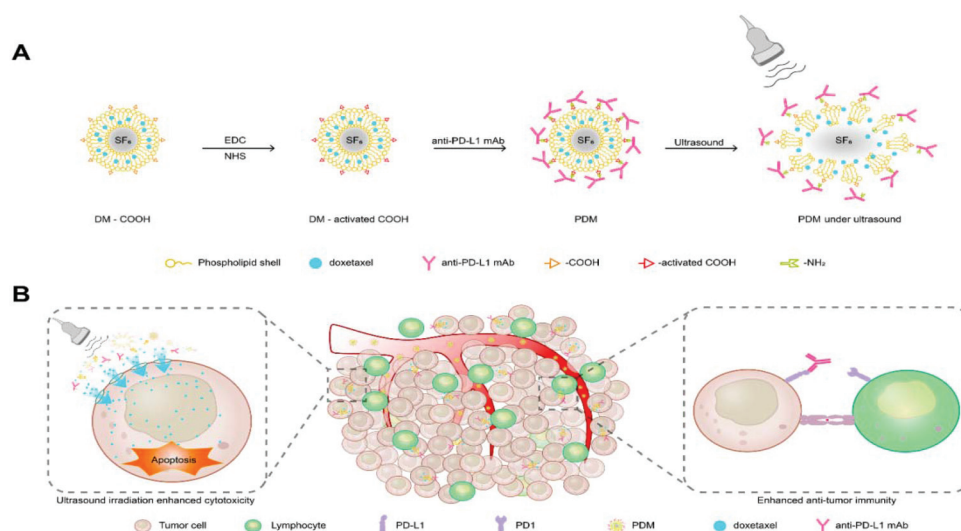 A
SF₆
EDC
NHS
SF₆
anti-PD-L1 mAb
SF₆
Ultrasound
SF₆
DM - COOH
DM - activated COOH
PDM
PDM under ultrasound
Phospholipid shell
doxetaxel
anti-PD-L1 mAb
-COOH
-activated COOH
-NH₂
B
Apoptosis
Ultrasound irradiation enhanced cytotoxicity
Enhanced anti-tumor immunity
Tumor cell
Lymphocyte
PD-L1
PD1
PDM
doxetaxel
anti-PD-L1 mAb